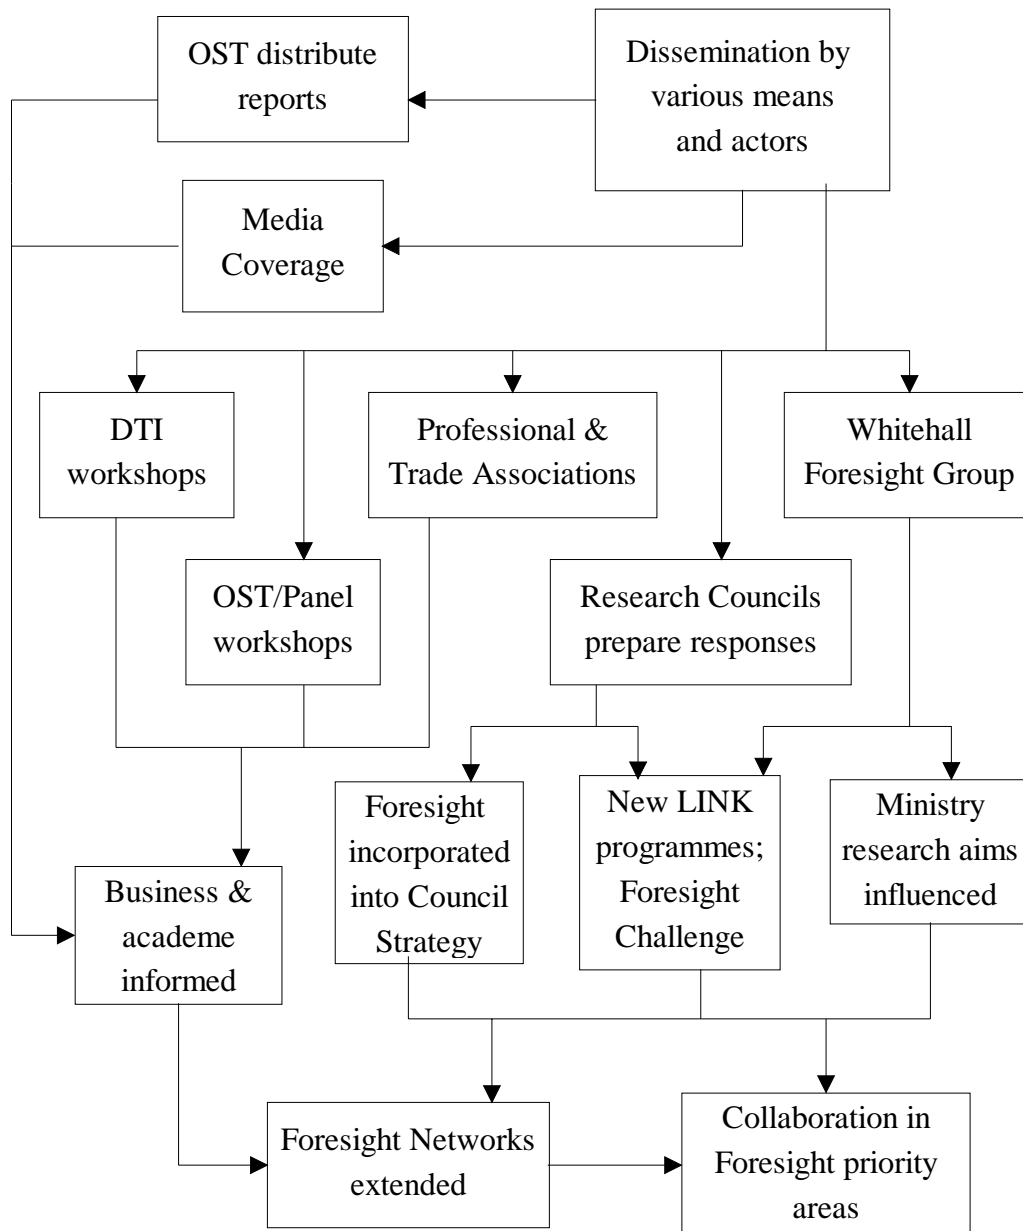 OST distribute
reports
Dissemination by
various means
and actors
Media
Coverage
DTI
workshops
Professional &
Trade Associations
Whitehall
Foresight Group
OST/Panel
workshops
Research Councils
prepare responses
Foresight
incorporated
into Council
Strategy
New LINK
programmes;
Foresight
Challenge
Ministry
research aims
influenced
Business &
academe
informed
Foresight Networks
extended
Collaboration in
Foresight priority
areas